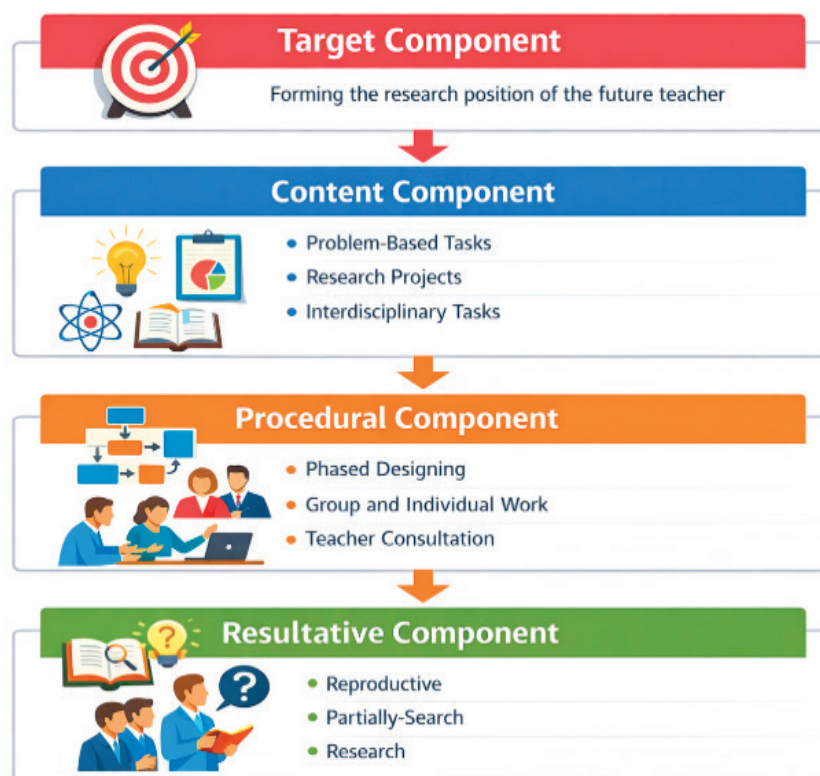 Target Component
Forming the research position of the future teacher
Content Component
• Problem-Based Tasks
• Research Projects
• Interdisciplinary Tasks
Procedural Component
• Phased Designing
• Group and Individual Work
• Teacher Consultation
Resultative Component
?
?
• Reproductive
• Partially-Search
• Research